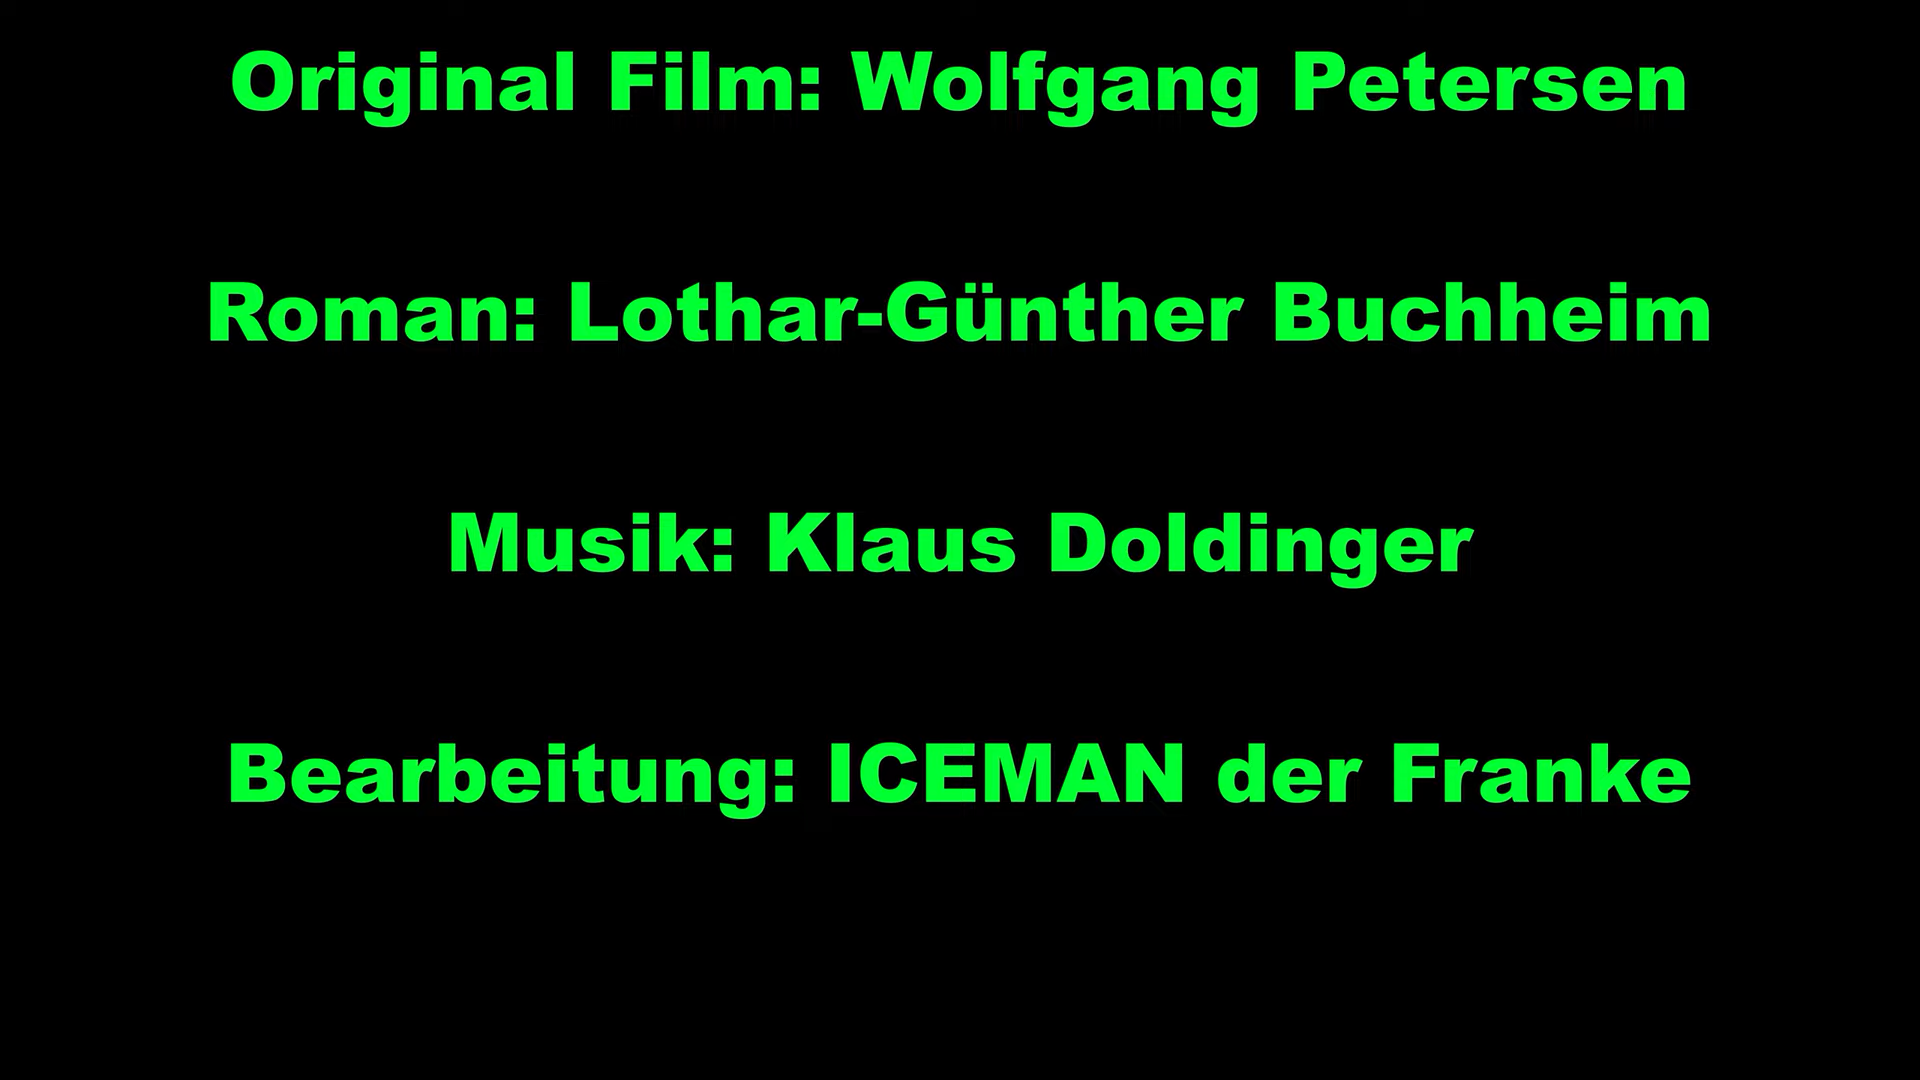 Original Film: Wolfgang Petersen
Roman: Lothar-Günther Buchheim
Musik: Klaus Doldinger
Bearbeitung: ICEMAN der Franke